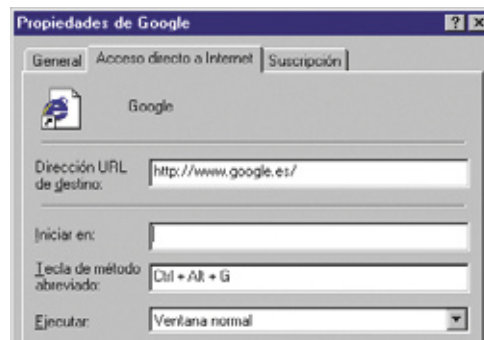 Propiedades de Google
General Acceso directo a Internet Suscripción
Google
Dirección URL
de destino: http://www.google.es/
Iniciar en:
Tecla de método
abreviado: Ctrl + Alt + G
Ejecutar: Ventana normal